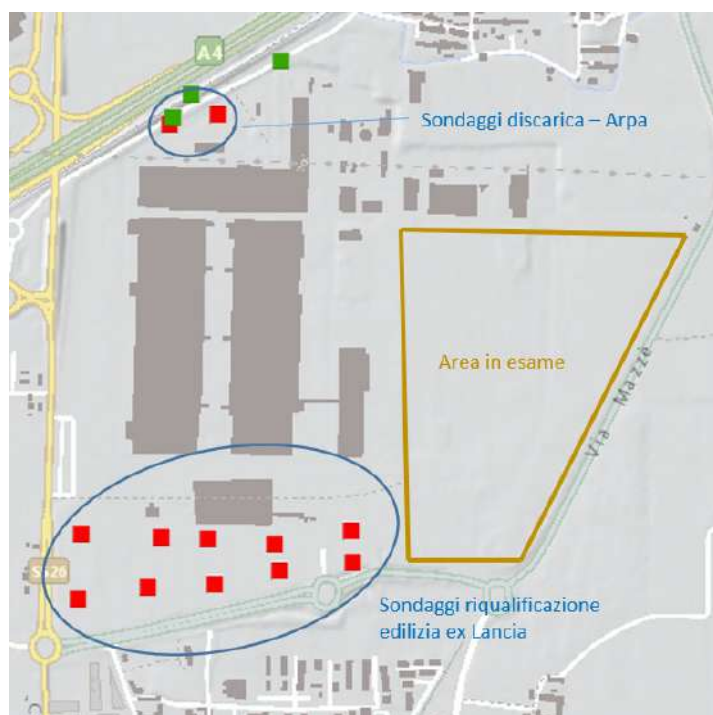 A4
Sondaggi discarica – Arpa
Area in esame
Via Mazzè
SS26
Sondaggi riqualificazione
edilizia ex Lancia